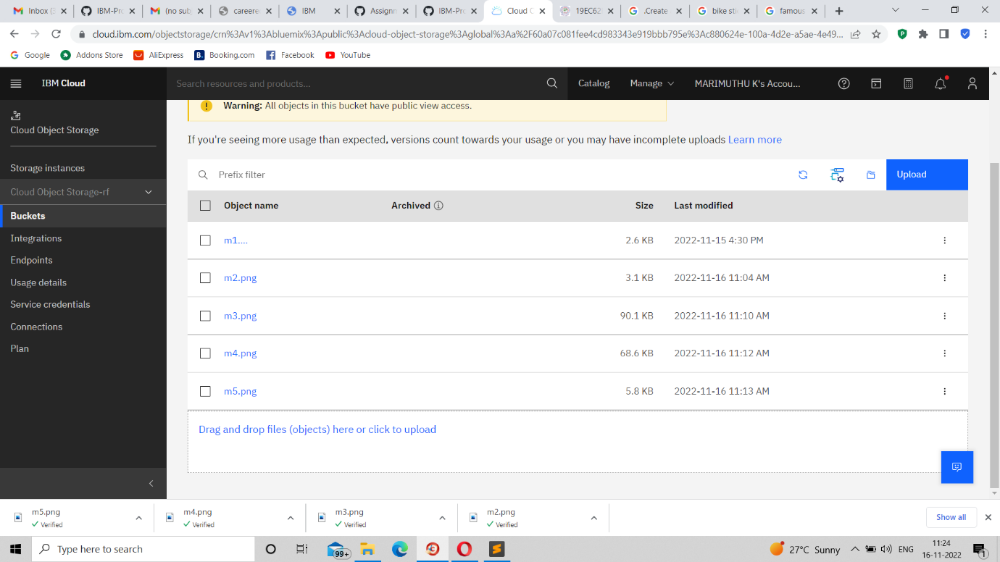 Inbox (3
IBM-Pro
(no sub
careere
IBM
Assignm
IBM-Pro
Cloud C
19EC62
.Create
bike sti
famous
cloud.ibm.com/objectstorage/crn%3Av1%3Abluemix%3Apublic%3Acloud-object-storage%3Aglobal%3Aa%2F60a07c081fee4cd983343e919bbb795e%3Ac880624e-100a-4d2e-a5ae-4e49...
Google
Addons Store
AliExpress
B. Booking.com
Facebook
YouTube
IBM Cloud
Search resources and products...
Catalog
Manage
MARIMUTHU K's Accou...
Cloud Object Storage
Storage instances
Cloud Object Storage-rf
Buckets
Integrations
Endpoints
Usage details
Service credentials
Connections
Plan
Warning: All objects in this bucket have public view access.
If you're seeing more usage than expected, versions count towards your usage or you may have incomplete uploads Learn more
Prefix filter
Upload
Object name Archived Size Last modified
m1.... 2.6 KB 2022-11-15 4:30 PM
m2.png 3.1 KB 2022-11-16 11:04 AM
m3.png 90.1 KB 2022-11-16 11:10 AM
m4.png 68.6 KB 2022-11-16 11:12 AM
m5.png 5.8 KB 2022-11-16 11:13 AM
Drag and drop files (objects) here or click to upload
m5.png
Verified
m4.png
Verified
m3.png
Verified
m2.png
Verified
Show all
Type here to search
99+
27°C Sunny
ENG
11:24
16-11-2022
1